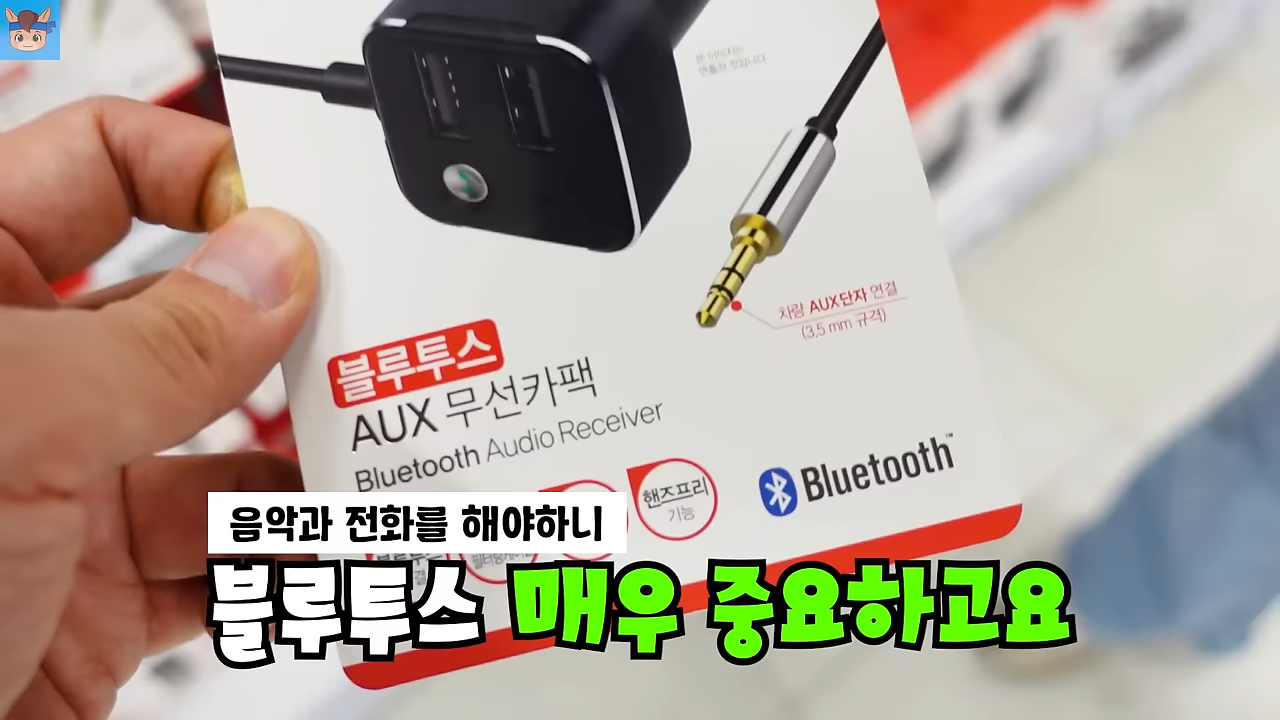 차량 AUX단자 연결
(3.5 mm 규격)
블루투스
AUX 무선카팩
Bluetooth Audio Receiver
Bluetooth™
핸즈프리
기능
음악과 전화를 해야하니
블루투스 매우 중요하고요